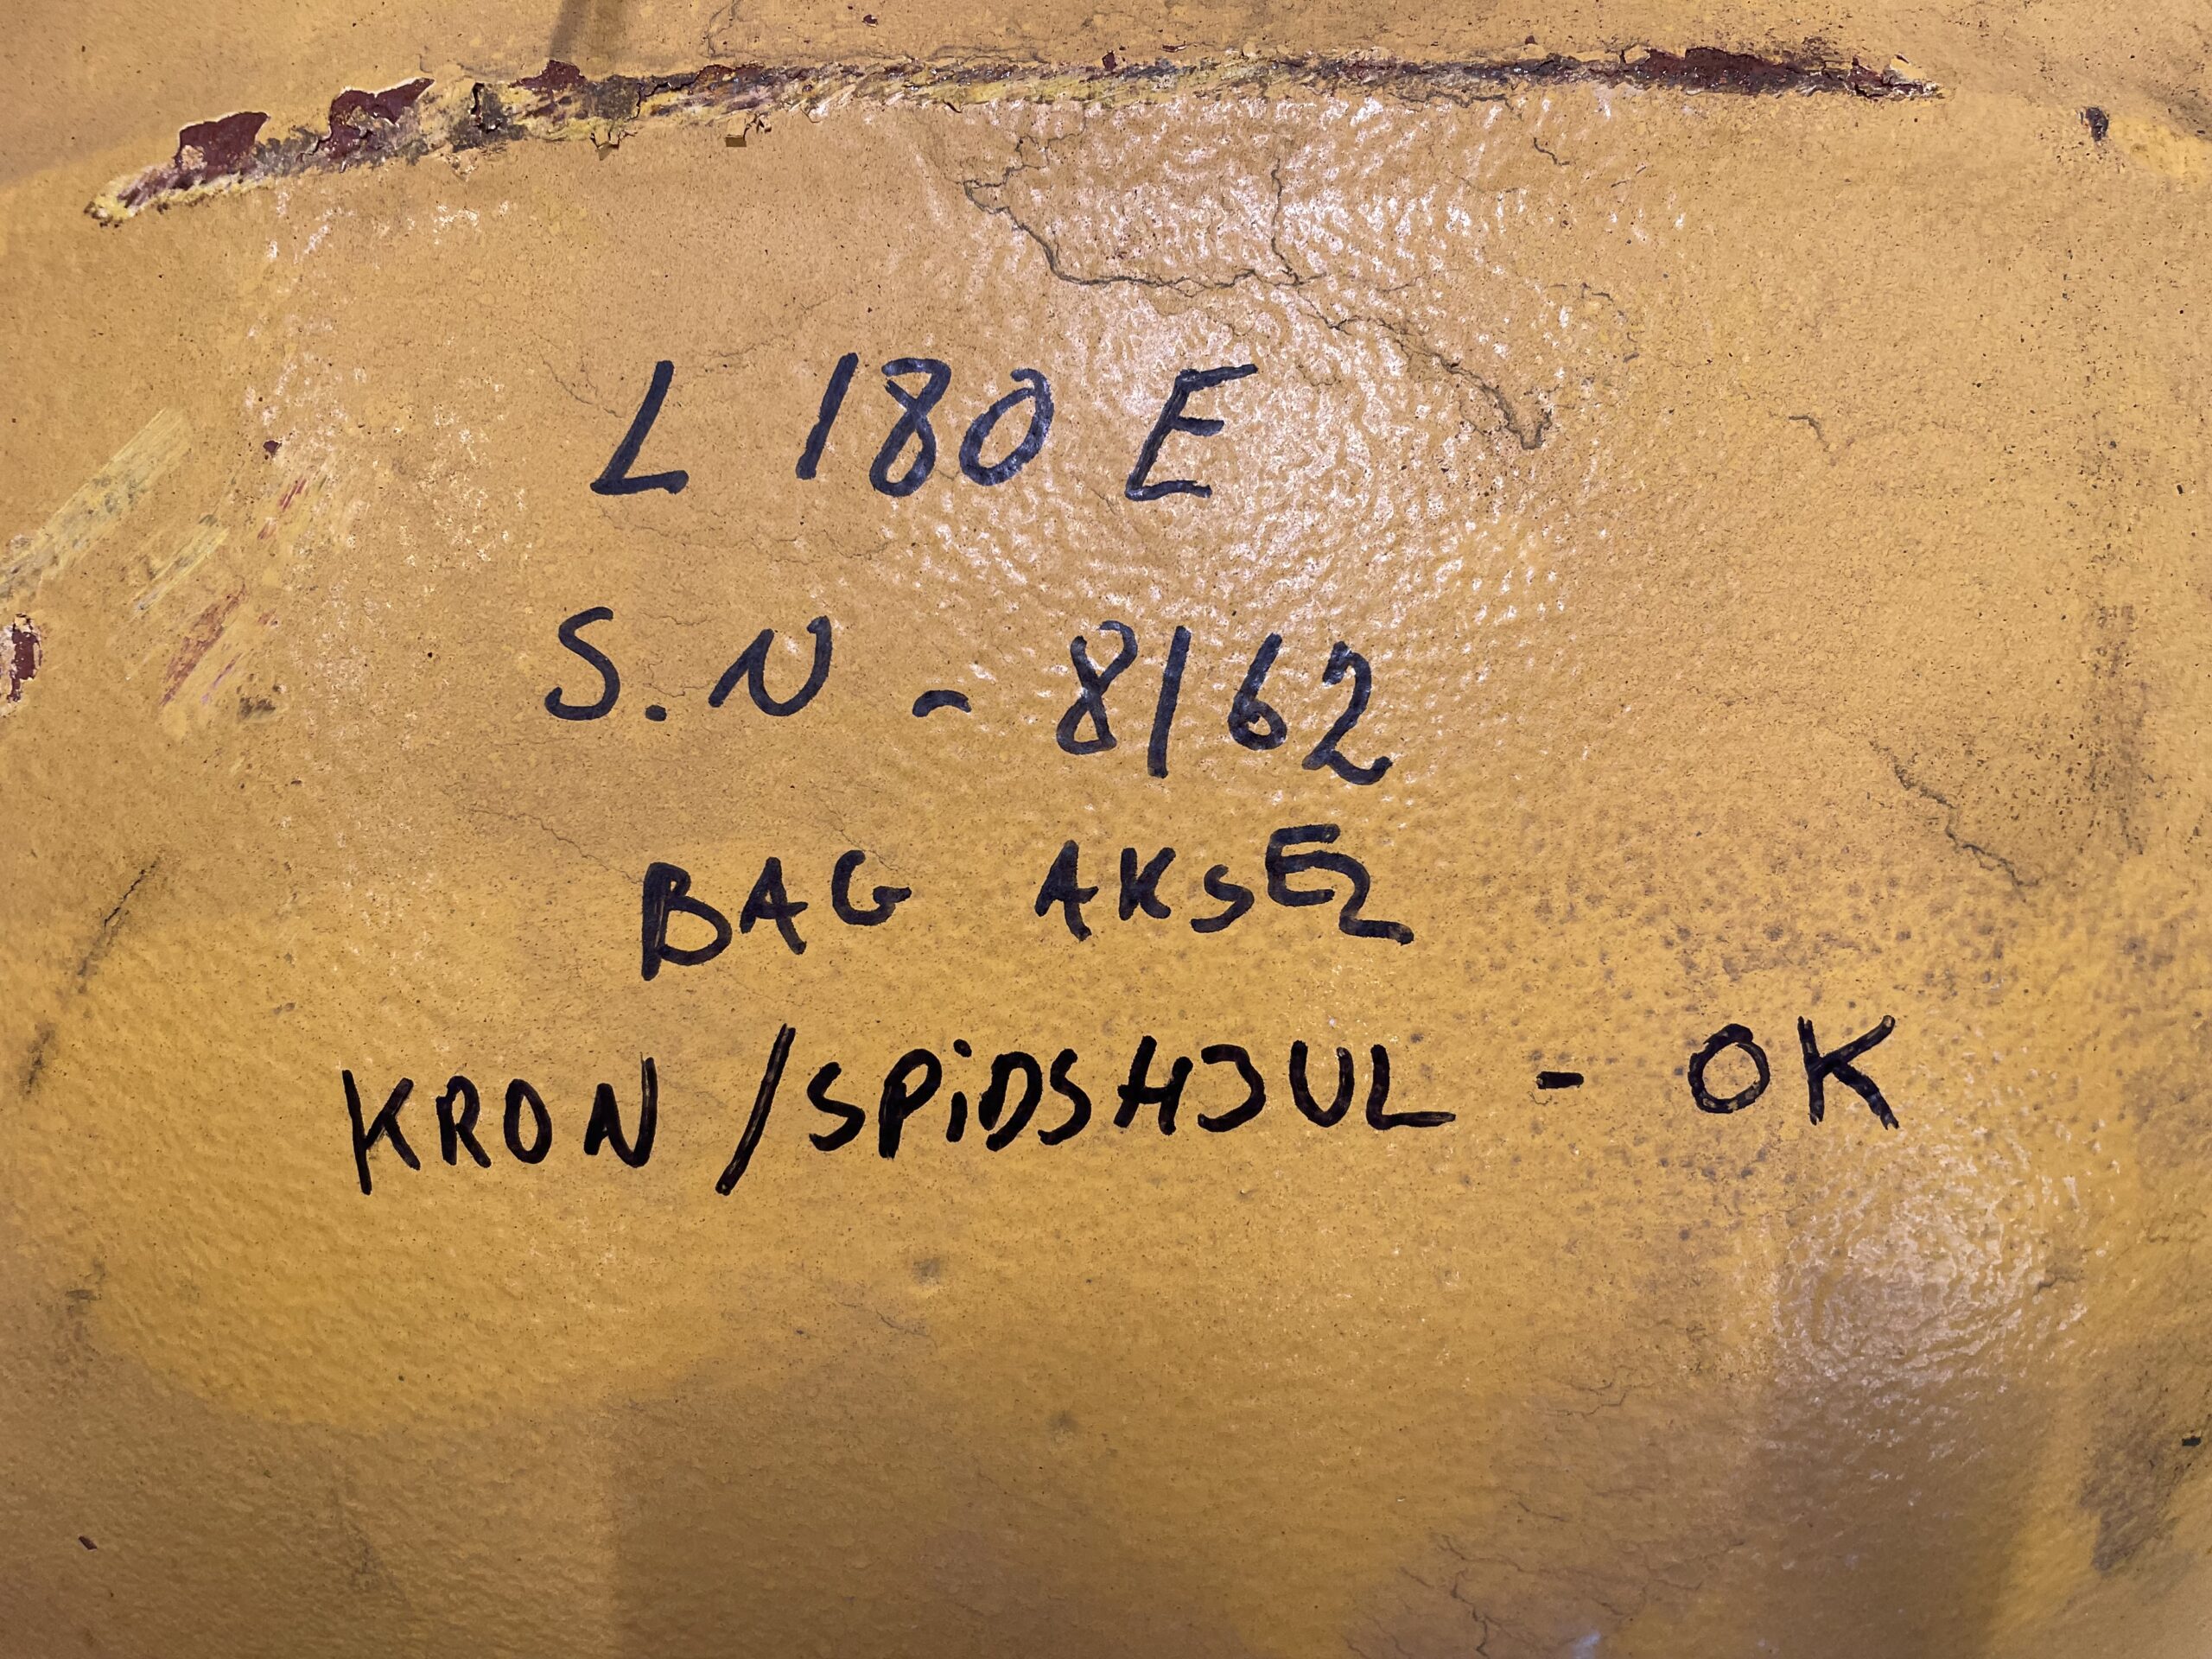 L 180 E
S.N - 8162
BAG AKSEL
KRON/SPiDSHJUL - OK